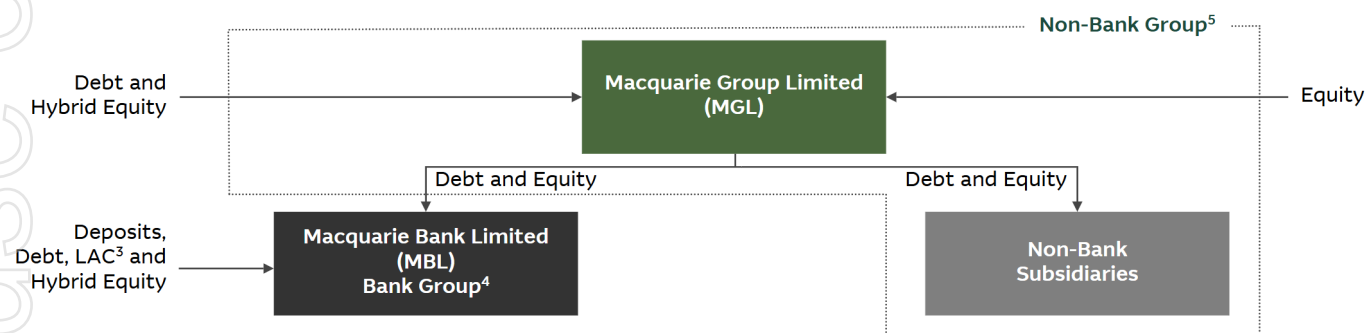 Non-Bank Group5
Debt and
Hybrid Equity
Macquarie Group Limited
(MGL)
Equity
Debt and Equity
Debt and Equity
Deposits,
Debt, LAC3 and
Hybrid Equity
Macquarie Bank Limited
(MBL)
Bank Group4
Non-Bank
Subsidiaries